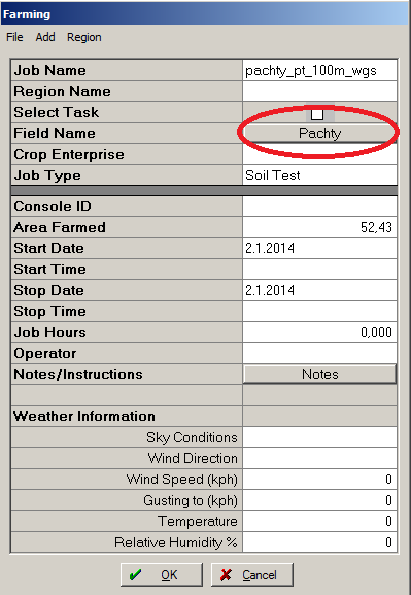 Farming
File Add Region
Job Name pachty_pt_100m_wgs
Region Name
Select Task
Field Name Pachty
Crop Enterprise
Job Type Soil Test
Console ID
Area Farmed 52,43
Start Date 2.1.2014
Start Time
Stop Date 2.1.2014
Stop Time
Job Hours 0,000
Operator
Notes/Instructions Notes
Weather Information
Sky Conditions
Wind Direction
Wind Speed (kph) 0
Gusting to (kph) 0
Temperature 0
Relative Humidity % 0
OK Cancel